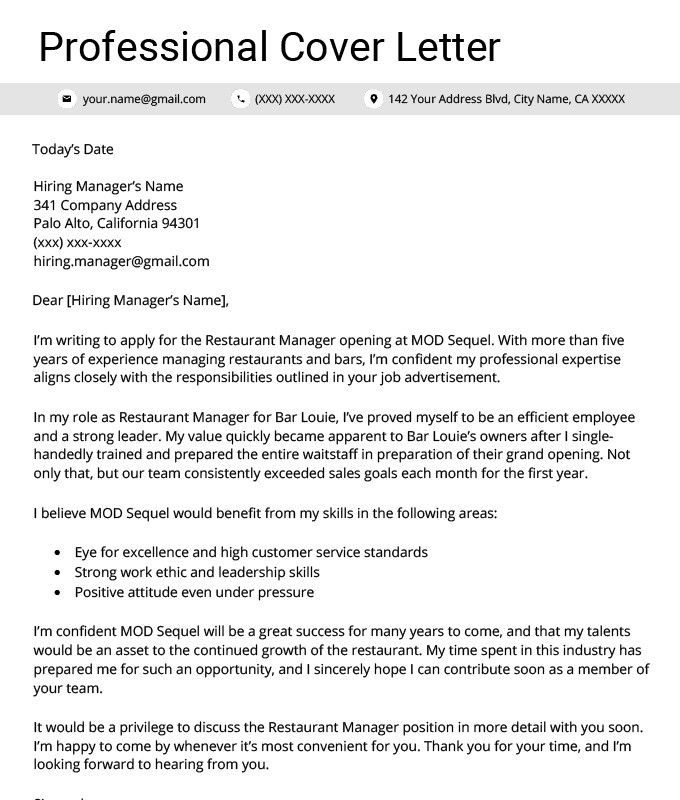 Professional Cover Letter
your.name@gmail.com (XXX) XXX-XXXX 142 Your Address Blvd, City Name, CA XXXXX
Today’s Date
Hiring Manager’s Name
341 Company Address
Palo Alto, California 94301
(xxx) xxx-xxxx
hiring.manager@gmail.com
Dear [Hiring Manager’s Name],
I’m writing to apply for the Restaurant Manager opening at MOD Sequel. With more than five
years of experience managing restaurants and bars, I’m confident my professional expertise
aligns closely with the responsibilities outlined in your job advertisement.
In my role as Restaurant Manager for Bar Louie, I’ve proved myself to be an efficient employee
and a strong leader. My value quickly became apparent to Bar Louie’s owners after I single-
handedly trained and prepared the entire waitstaff in preparation of their grand opening. Not
only that, but our team consistently exceeded sales goals each month for the first year.
I believe MOD Sequel would benefit from my skills in the following areas:
• Eye for excellence and high customer service standards
• Strong work ethic and leadership skills
• Positive attitude even under pressure
I’m confident MOD Sequel will be a great success for many years to come, and that my talents
would be an asset to the continued growth of the restaurant. My time spent in this industry has
prepared me for such an opportunity, and I sincerely hope I can contribute soon as a member of
your team.
It would be a privilege to discuss the Restaurant Manager position in more detail with you soon.
I’m happy to come by whenever it’s most convenient for you. Thank you for your time, and I’m
looking forward to hearing from you.